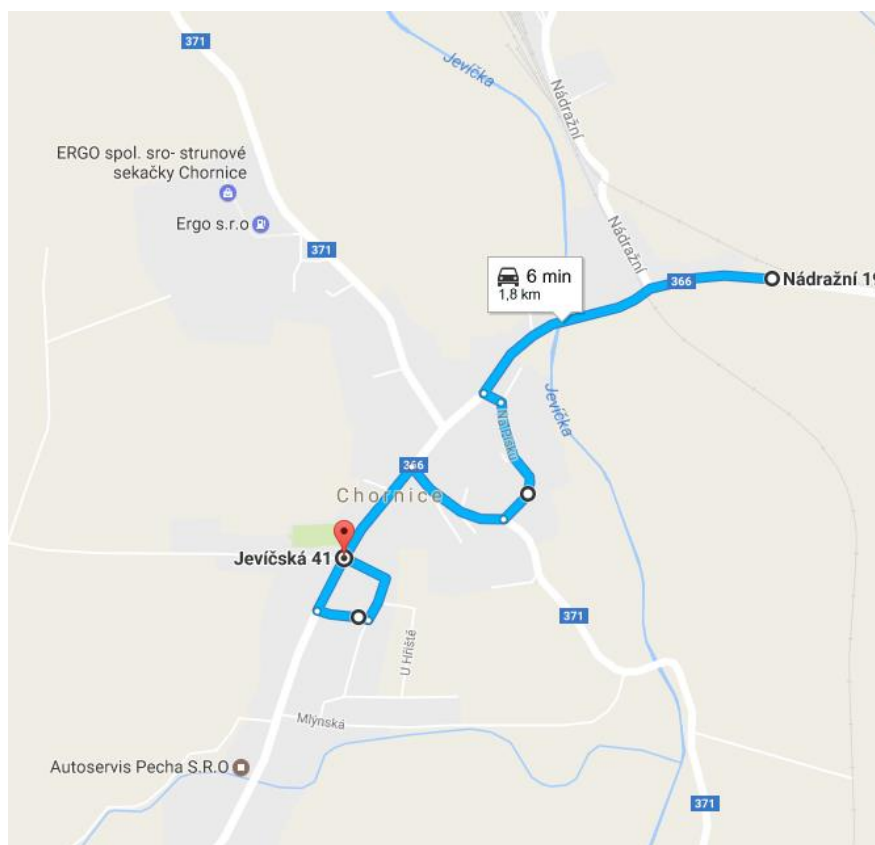 371
Jevíčka
Nádražní
ERGO spol. sro- strunové
sekačky Chornice
Ergo s.r.o
371
Nádražní
6 min
1,8 km
366
Nádražní 19
Jevíčka
366
Chornice
Jevíčská 41
371
U Hřiště
Mlýnská
Autoservis Pecha S.R.O
371